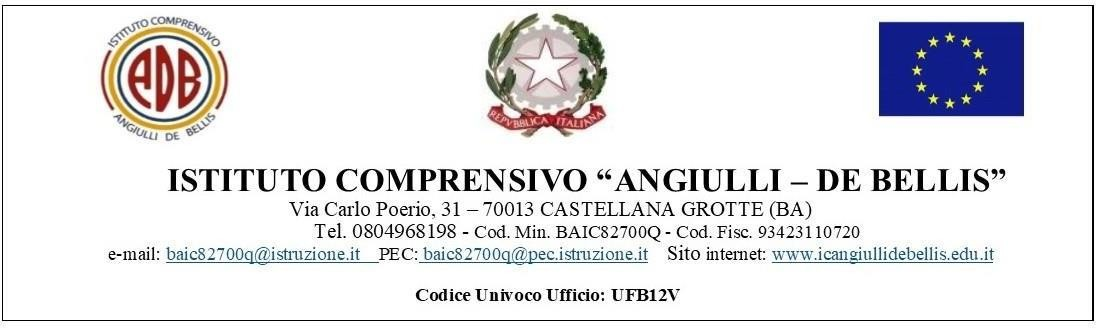 ISTITUTO COMPRENSIVO
ADB
ANGIULLI DE BELLIS
REPVBBLICA ITALIANA
ISTITUTO COMPRENSIVO “ANGIULLI – DE BELLIS”
Via Carlo Poerio, 31 – 70013 CASTELLANA GROTTE (BA)
Tel. 0804968198 - Cod. Min. BAIC82700Q - Cod. Fisc. 93423110720
e-mail: baic82700q@istruzione.it PEC: baic82700q@pec.istruzione.it Sito internet: www.icangiullidebellis.edu.it
Codice Univoco Ufficio: UFB12V